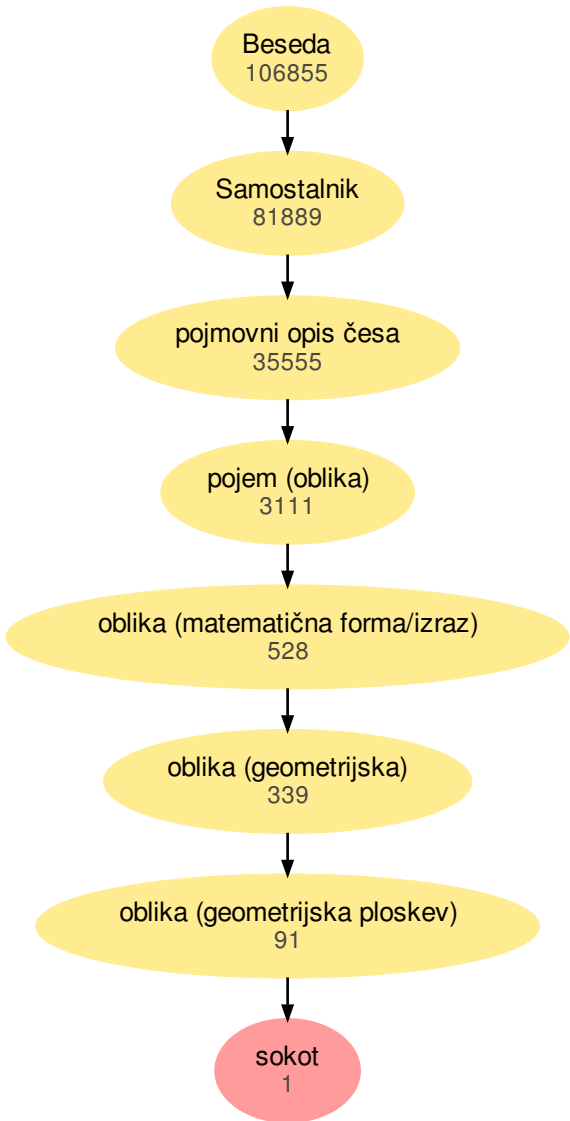 Beseda
106855
Samostalnik
81889
pojmovni opis česa
35555
pojem (oblika)
3111
oblika (matematična forma/izraz)
528
oblika (geometrijska)
339
oblika (geometrijska ploskev)
91
sokot
1